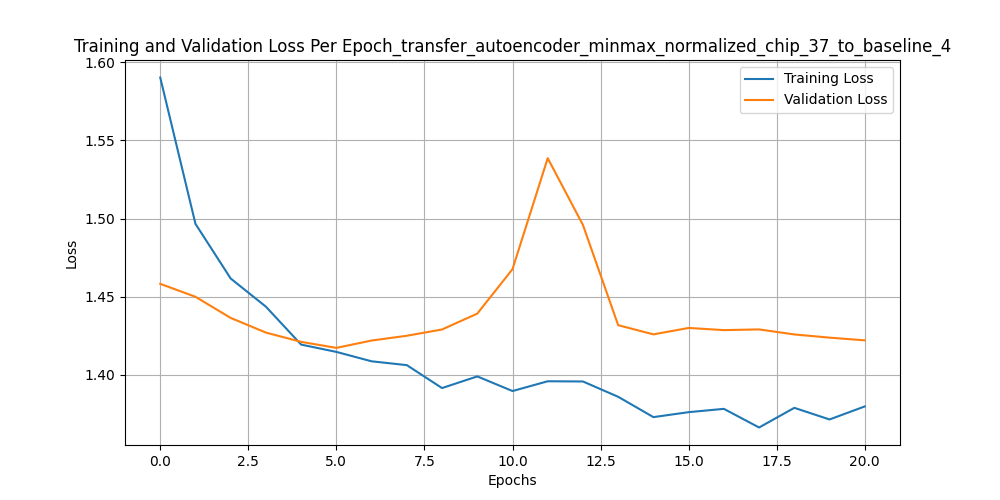 Training and Validation Loss Per Epoch_transfer_autoencoder_minmax_normalized_chip_37_to_baseline_4
Training Loss
Validation Loss
Loss
1.60
1.55
1.50
1.45
1.40
0.0 2.5 5.0 7.5 10.0 12.5 15.0 17.5 20.0
Epochs